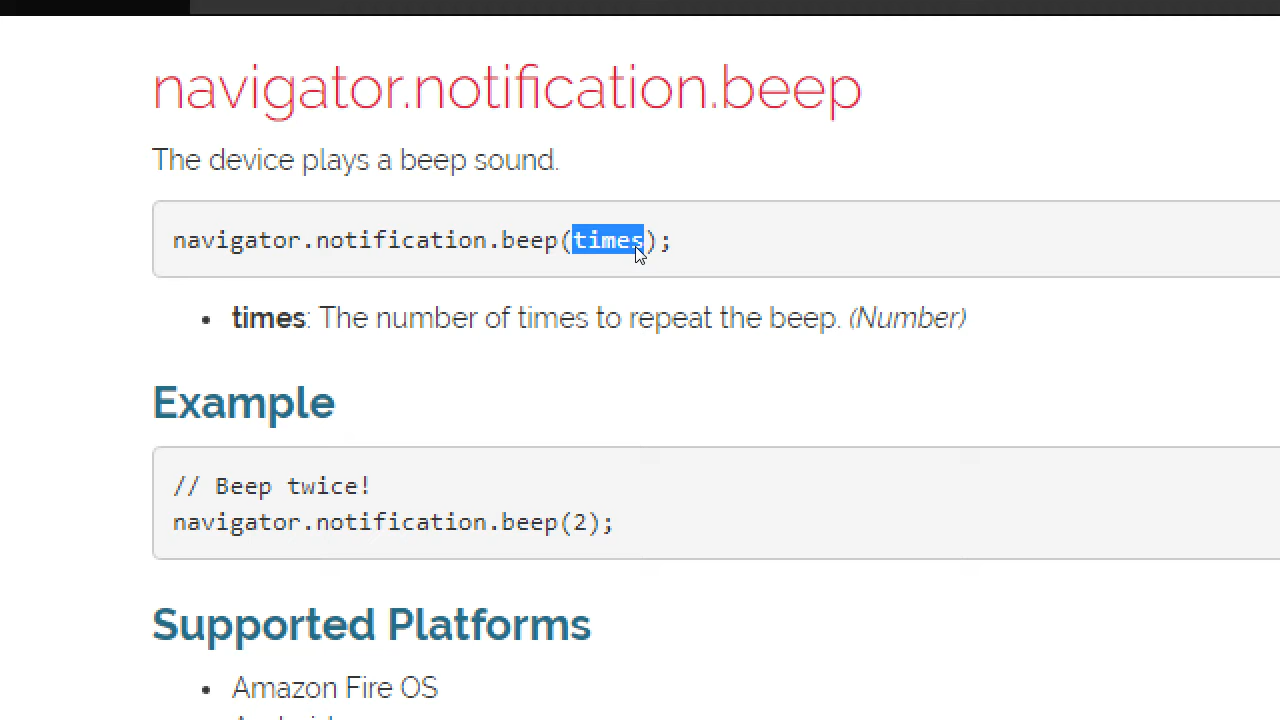 navigator.notification.beep
The device plays a beep sound.
navigator.notification.beep(times);
• times: The number of times to repeat the beep. (Number)
Example
// Beep twice!
navigator.notification.beep(2);
Supported Platforms
• Amazon Fire OS